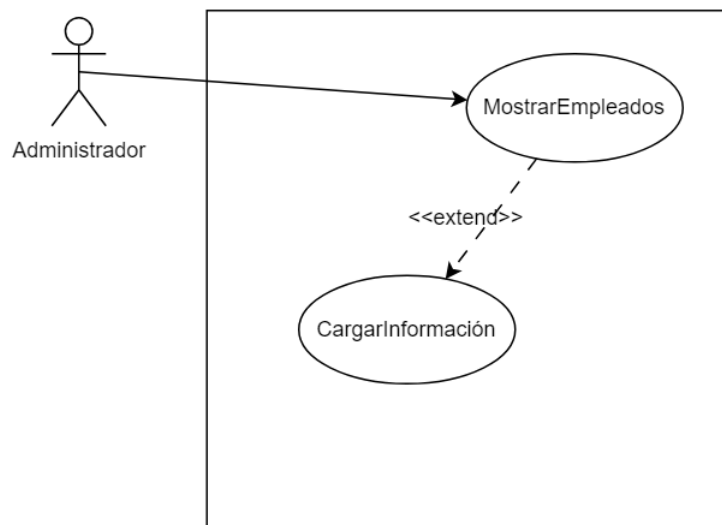 Administrador
MostrarEmpleados
<<extend>>
CargarInformación